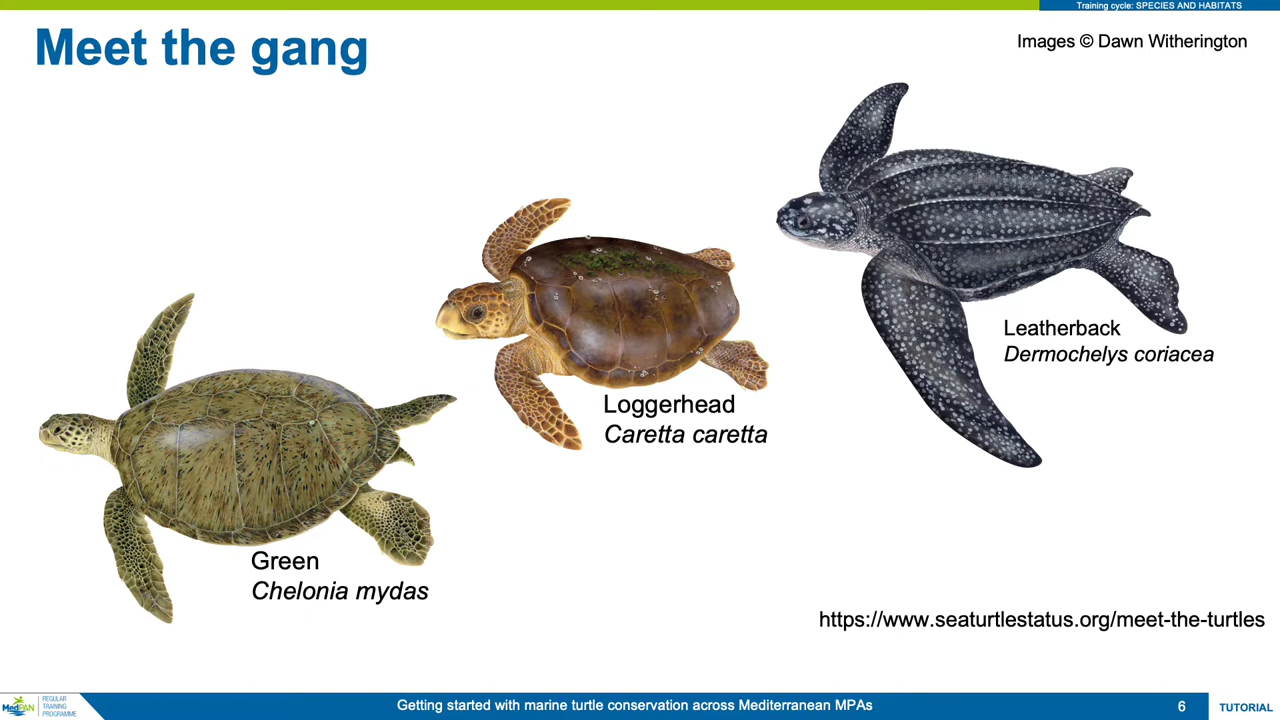 Training cycle: SPECIES AND HABITATS
Meet the gang
Images © Dawn Witherington
Leatherback
Dermochelys coriacea
Loggerhead
Caretta caretta
Green
Chelonia mydas
https://www.seaturtlestatus.org/meet-the-turtles
MedPAN
REGULAR
TRAINING
PROGRAMME
Getting started with marine turtle conservation across Mediterranean MPAs
6
TUTORIAL